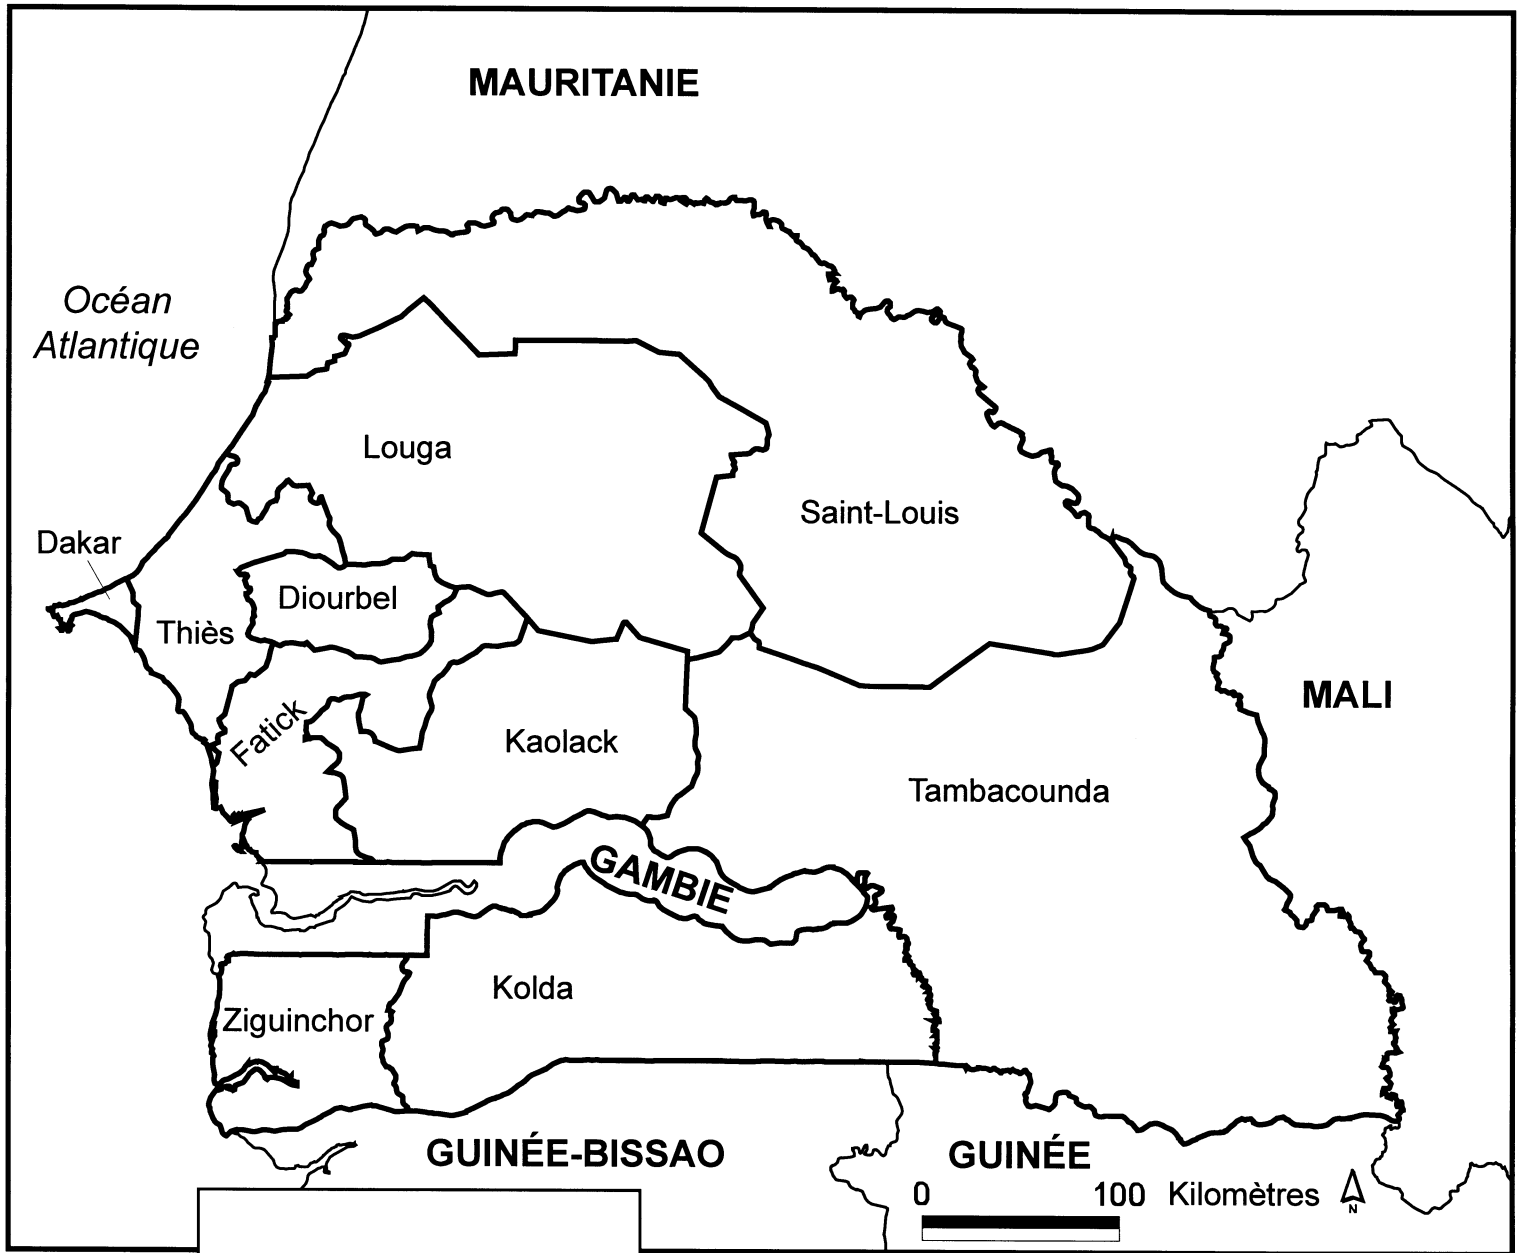 MAURITANIE
Océan
Atlantique
Louga
Saint-Louis
Dakar
Diourbel
Thiès
MALI
Fatick
Kaolack
Tambacounda
GAMBIE
Kolda
Ziguinchor
GUINÉE-BISSAO
GUINÉE
0 100 Kilomètres
N